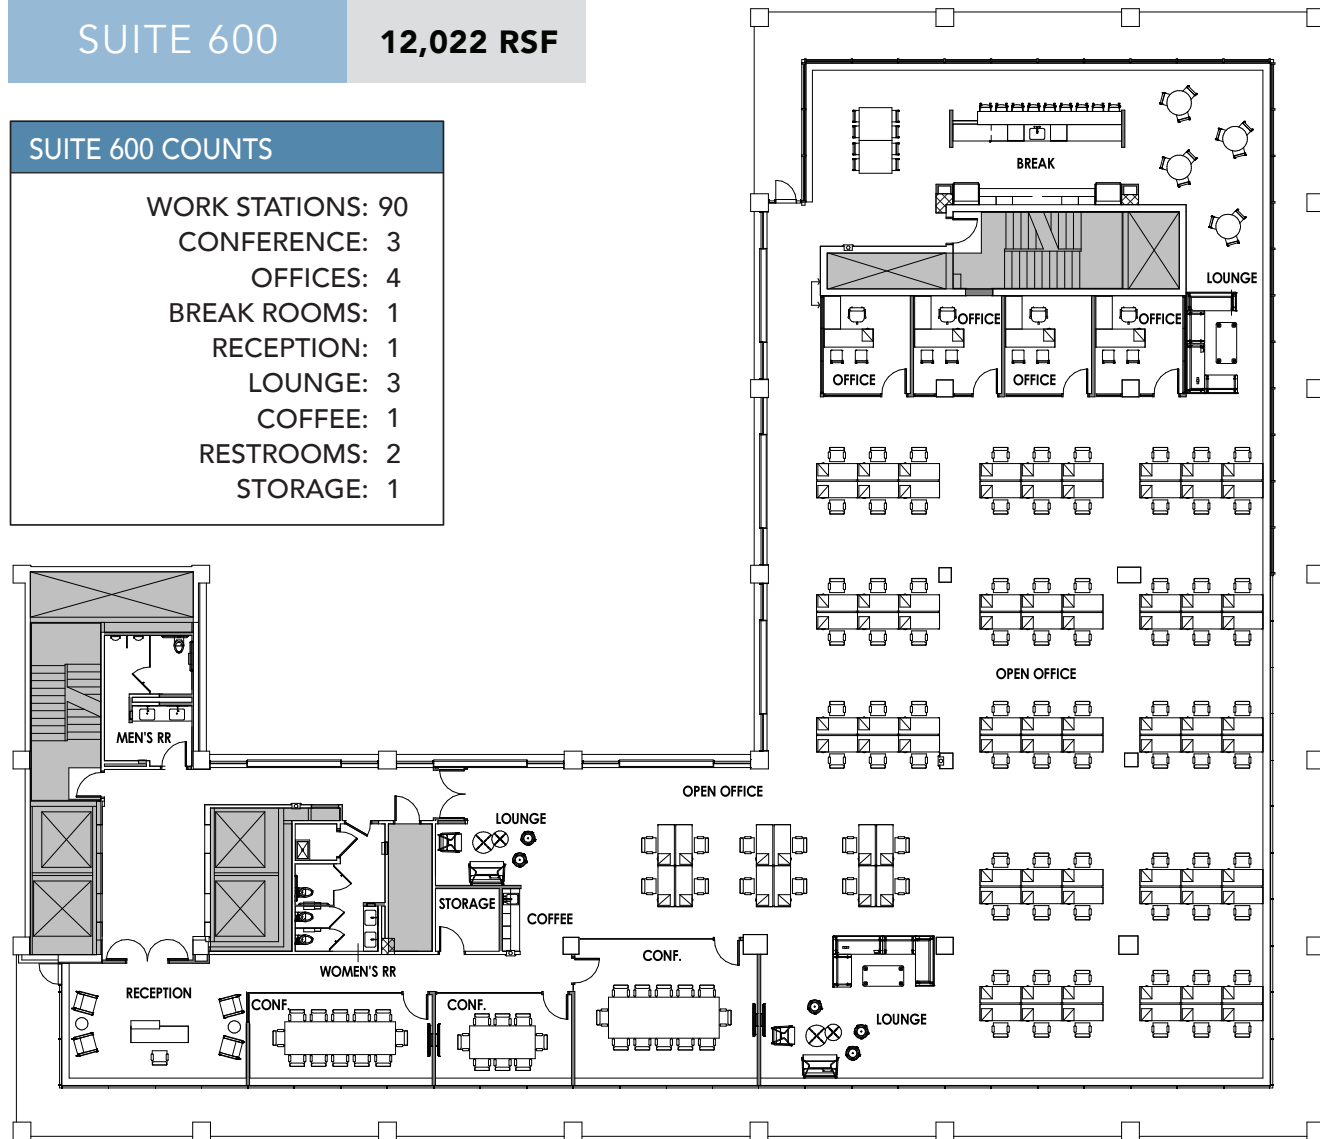 SUITE 600
12,022 RSF
SUITE 600 COUNTS
WORK STATIONS: 90
CONFERENCE: 3
OFFICES: 4
BREAK ROOMS: 1
RECEPTION: 1
LOUNGE: 3
COFFEE: 1
RESTROOMS: 2
STORAGE: 1
BREAK
LOUNGE
OFFICE
OFFICE
OFFICE
OFFICE
OPEN OFFICE
MEN'S RR
OPEN OFFICE
LOUNGE
STORAGE
COFFEE
WOMEN'S RR
CONF.
RECEPTION
CONF.
CONF.
LOUNGE